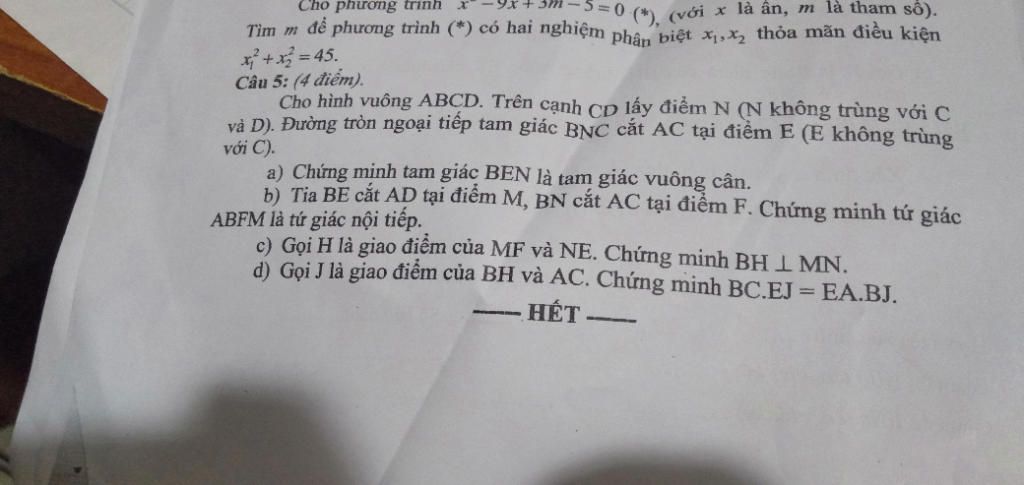 Cho phương trình x² − 9x + 3m − 5 = 0 (*), (với x là ẩn, m là tham số).
Tìm m để phương trình (*) có hai nghiệm phân biệt x₁, x₂ thỏa mãn điều kiện
x₁² + x₂² = 45.
Câu 5: (4 điểm).
Cho hình vuông ABCD. Trên cạnh CD lấy điểm N (N không trùng với C
và D). Đường tròn ngoại tiếp tam giác BNC cắt AC tại điểm E (E không trùng
với C).
a) Chứng minh tam giác BEN là tam giác vuông cân.
b) Tia BE cắt AD tại điểm M, BN cắt AC tại điểm F. Chứng minh tứ giác
ABFM là tứ giác nội tiếp.
c) Gọi H là giao điểm của MF và NE. Chứng minh BH ⊥ MN.
d) Gọi J là giao điểm của BH và AC. Chứng minh BC.EJ = EA.BJ.
—— HẾT ——